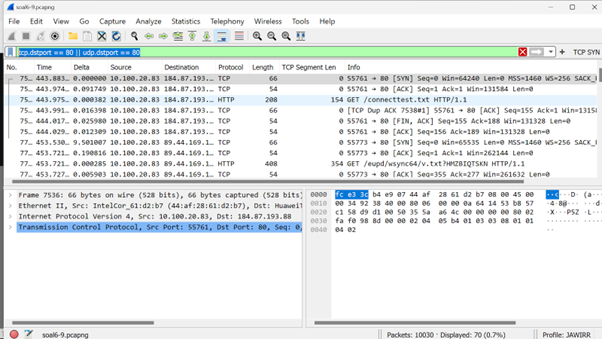 soal6-9.pcapng
File Edit View Go Capture Analyze Statistics Telephony Wireless Tools Help
tcp.dstport == 80 || udp.dstport == 80 TCP SYN
No. Time Delta Source Destination Protocol Length TCP Segment Len Info
75… 443.883… 0.000000 10.100.20.83 184.87.193.… TCP 66 0 55761 → 80 [SYN] Seq=0 Win=64240 Len=0 MSS=1460 WS=256 SACK_
75… 443.974… 0.091749 10.100.20.83 184.87.193.… TCP 54 0 55761 → 80 [ACK] Seq=1 Ack=1 Win=131584 Len=0
75… 443.975… 0.000382 10.100.20.83 184.87.193.… HTTP 208 154 GET /connecttest.txt HTTP/1.1
75… 443.991… 0.016398 10.100.20.83 184.87.193.… TCP 54 0 [TCP Dup ACK 7538#1] 55761 → 80 [ACK] Seq=155 Ack=1 Win=1315
75… 444.017… 0.025980 10.100.20.83 184.87.193.… TCP 54 0 55761 → 80 [FIN, ACK] Seq=155 Ack=188 Win=131328 Len=0
75… 444.029… 0.012309 10.100.20.83 184.87.193.… TCP 54 0 55761 → 80 [ACK] Seq=156 Ack=189 Win=131328 Len=0
77… 453.530… 9.501007 10.100.20.83 89.44.169.1… TCP 66 0 55773 → 80 [SYN] Seq=0 Win=65535 Len=0 MSS=1460 WS=256 SACK_
77… 453.721… 0.190816 10.100.20.83 89.44.169.1… TCP 54 0 55773 → 80 [ACK] Seq=1 Ack=1 Win=262144 Len=0
77… 453.721… 0.000285 10.100.20.83 89.44.169.1… HTTP 408 354 GET /eupd/wsync64/v.txt?HMZBIQTSKN HTTP/1.1
77… 453.727… 0.005903 10.100.20.83 89.44.169.1… TCP 54 0 55773 → 80 [ACK] Seq=355 Ack=277 Win=261632 Len=0
Frame 7536: 66 bytes on wire (528 bits), 66 bytes captured (528 bits)
Ethernet II, Src: IntelCor_61:d2:b7 (44:af:28:61:d2:b7), Dst: Huawei
Internet Protocol Version 4, Src: 10.100.20.83, Dst: 184.87.193.88
Transmission Control Protocol, Src Port: 55761, Dst Port: 80, Seq: 0,
0000 fc e3 3c b4 e9 07 44 af 28 61 d2 b7 08 00 45 00
0010 00 34 92 38 40 00 80 06 00 00 0a 64 14 53 b8 57
0020 c1 58 d9 d1 00 50 35 5a a6 4c 00 00 00 00 80 02
0030 fa f0 98 8d 00 00 02 04 05 b4 01 03 03 08 01 01
0040 04 02
soal6-9.pcapng Packets: 10030 · Displayed: 70 (0.7%) Profile: JAWIRR